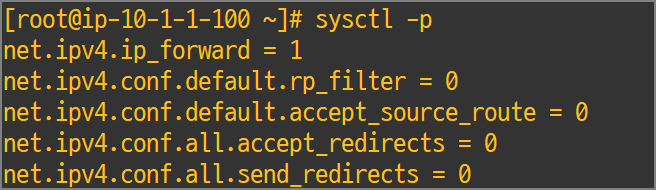 [root@ip-10-1-1-100 ~]# sysctl -p
net.ipv4.ip_forward = 1
net.ipv4.conf.default.rp_filter = 0
net.ipv4.conf.default.accept_source_route = 0
net.ipv4.conf.all.accept_redirects = 0
net.ipv4.conf.all.send_redirects = 0